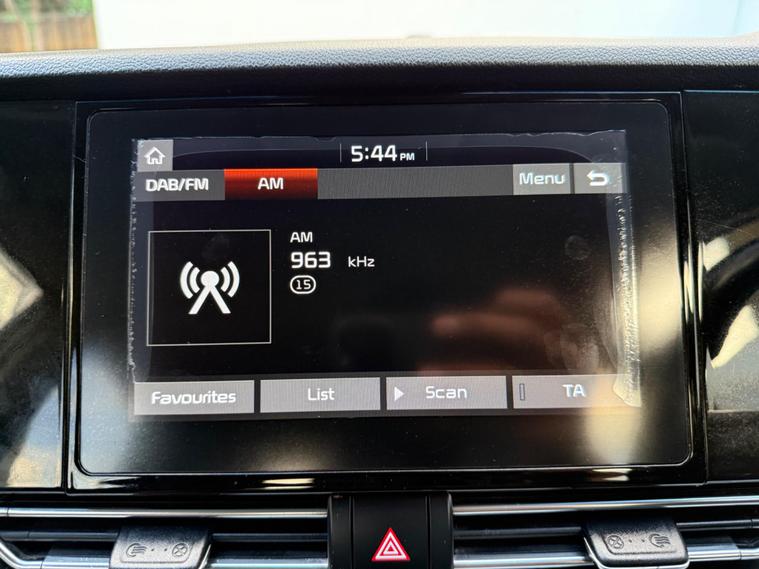 5:44 PM
DAB/FM AM Menu
AM
963 kHz
15
Favourites List Scan TA